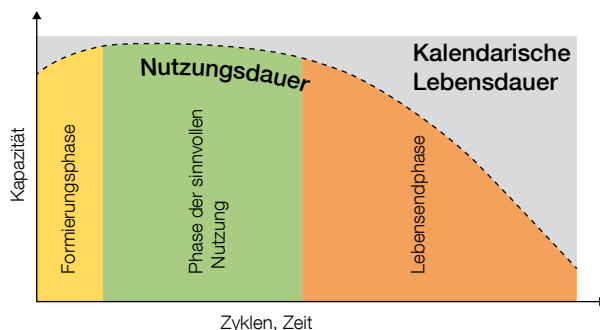 Kalendarische
Lebensdauer
Nutzungsdauer
Kapazität
Formierungsphase
Phase der sinnvollen
Nutzung
Lebensendphase
Zyklen, Zeit